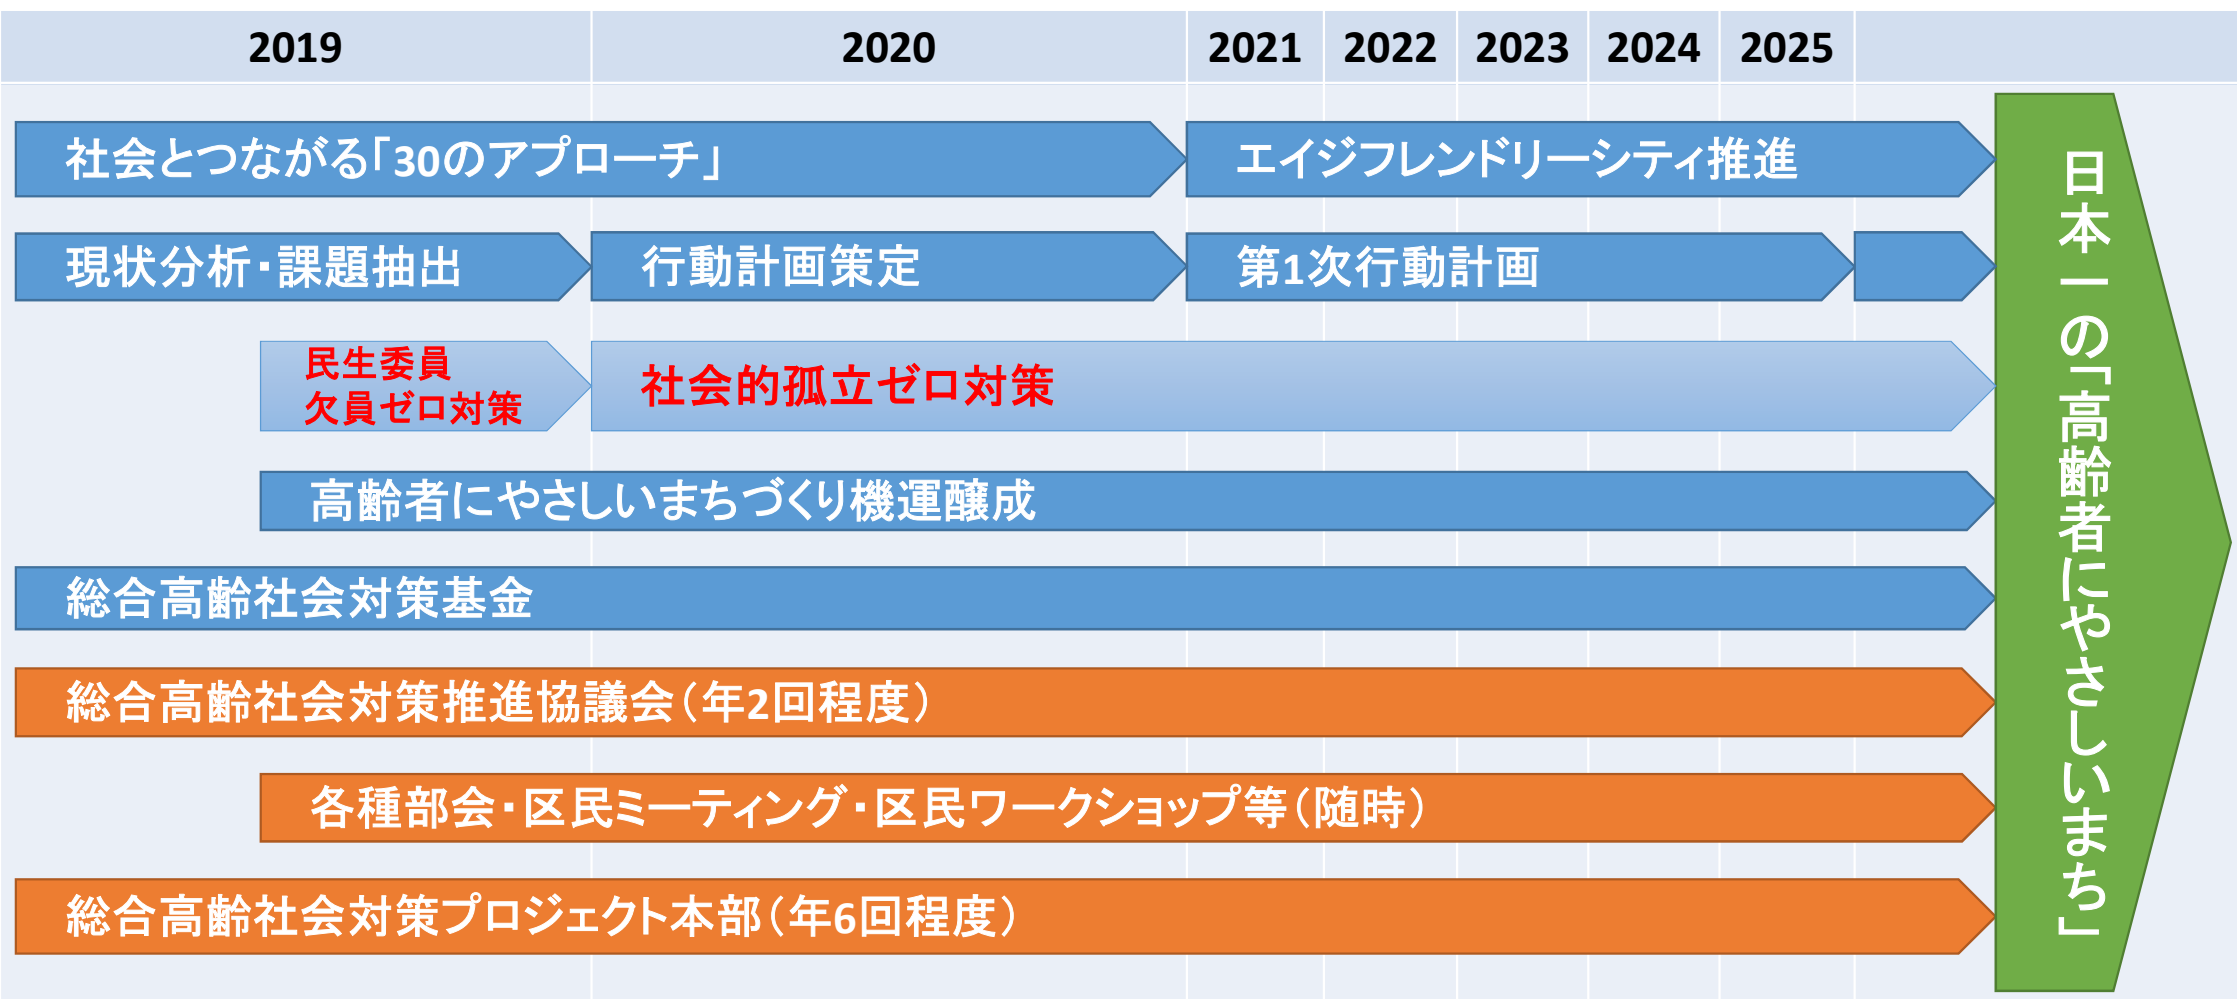 2019 2020 2021 2022 2023 2024 2025
社会とつながる「30のアプローチ」 エイジフレンドリーシティ推進
現状分析・課題抽出 行動計画策定 第1次行動計画
民生委員
欠員ゼロ対策
社会的孤立ゼロ対策
高齢者にやさしいまちづくり機運醸成
総合高齢社会対策基金
総合高齢社会対策推進協議会（年2回程度）
各種部会・区民ミーティング・区民ワークショップ等（随時）
総合高齢社会対策プロジェクト本部（年6回程度）
日本一の「高齢者にやさしいまち」